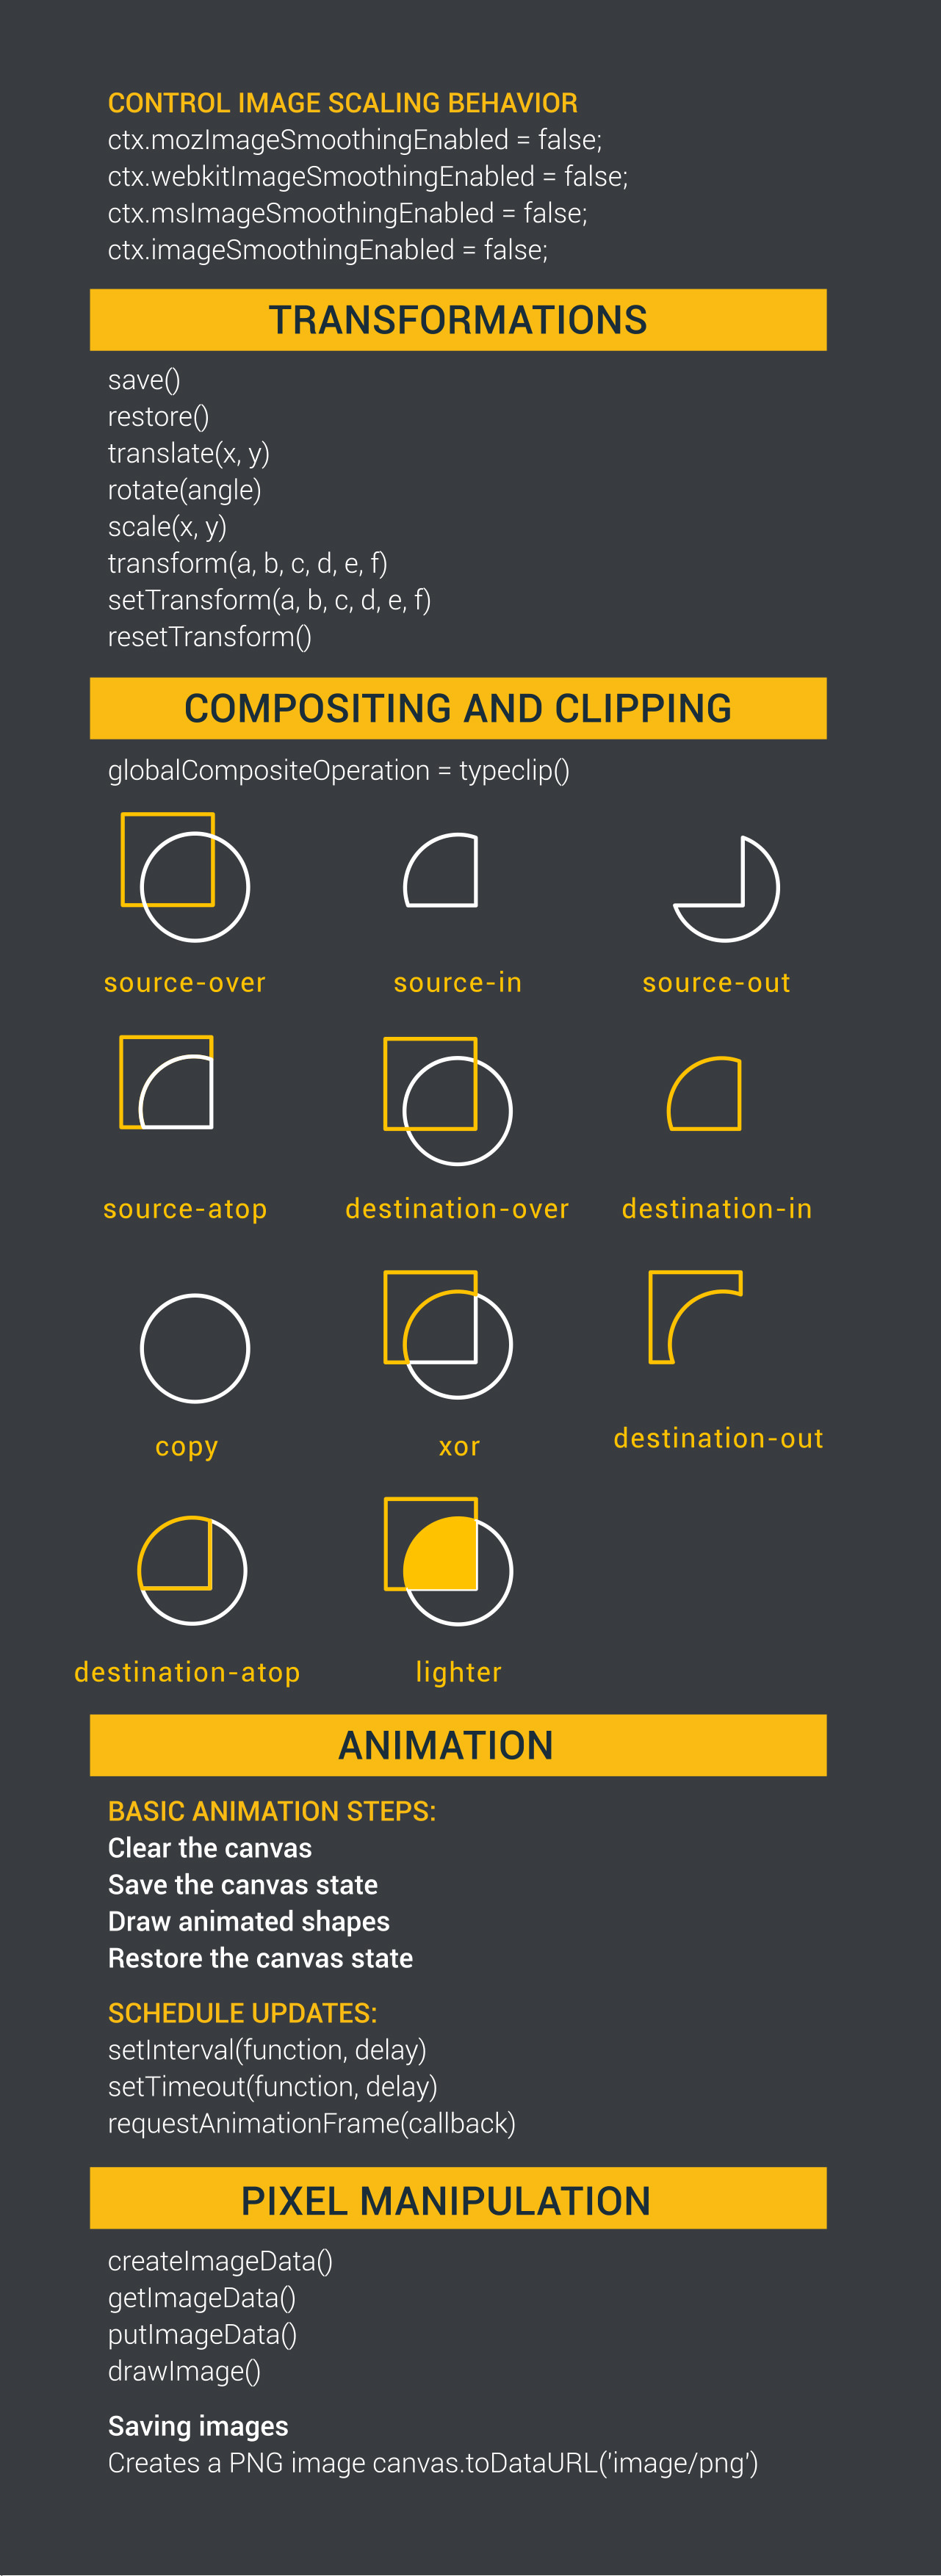 CONTROL IMAGE SCALING BEHAVIOR
ctx.mozImageSmoothingEnabled = false;
ctx.webkitImageSmoothingEnabled = false;
ctx.msImageSmoothingEnabled = false;
ctx.imageSmoothingEnabled = false;
TRANSFORMATIONS
save()
restore()
translate(x, y)
rotate(angle)
scale(x, y)
transform(a, b, c, d, e, f)
setTransform(a, b, c, d, e, f)
resetTransform()
COMPOSITING AND CLIPPING
globalCompositeOperation = typeclip()
source-over source-in source-out
source-atop destination-over destination-in
copy xor destination-out
destination-atop lighter
ANIMATION
BASIC ANIMATION STEPS:
Clear the canvas
Save the canvas state
Draw animated shapes
Restore the canvas state
SCHEDULE UPDATES:
setInterval(function, delay)
setTimeout(function, delay)
requestAnimationFrame(callback)
PIXEL MANIPULATION
createImageData()
getImageData()
putImageData()
drawImage()
Saving images
Creates a PNG image canvas.toDataURL('image/png')